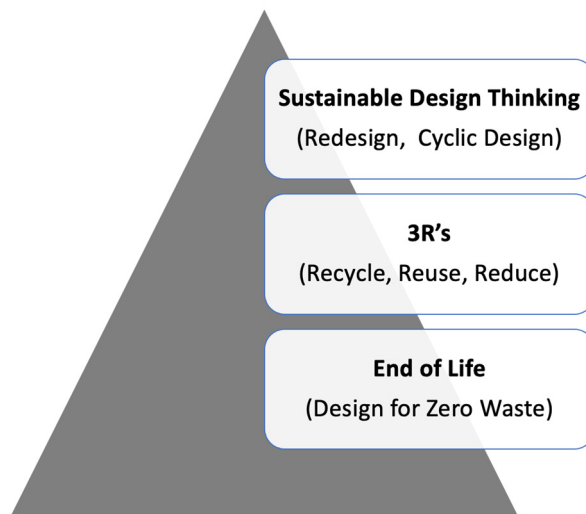 Sustainable Design Thinking
(Redesign,  Cyclic Design)
3R's
(Recycle, Reuse, Reduce)
End of Life
(Design for Zero Waste)